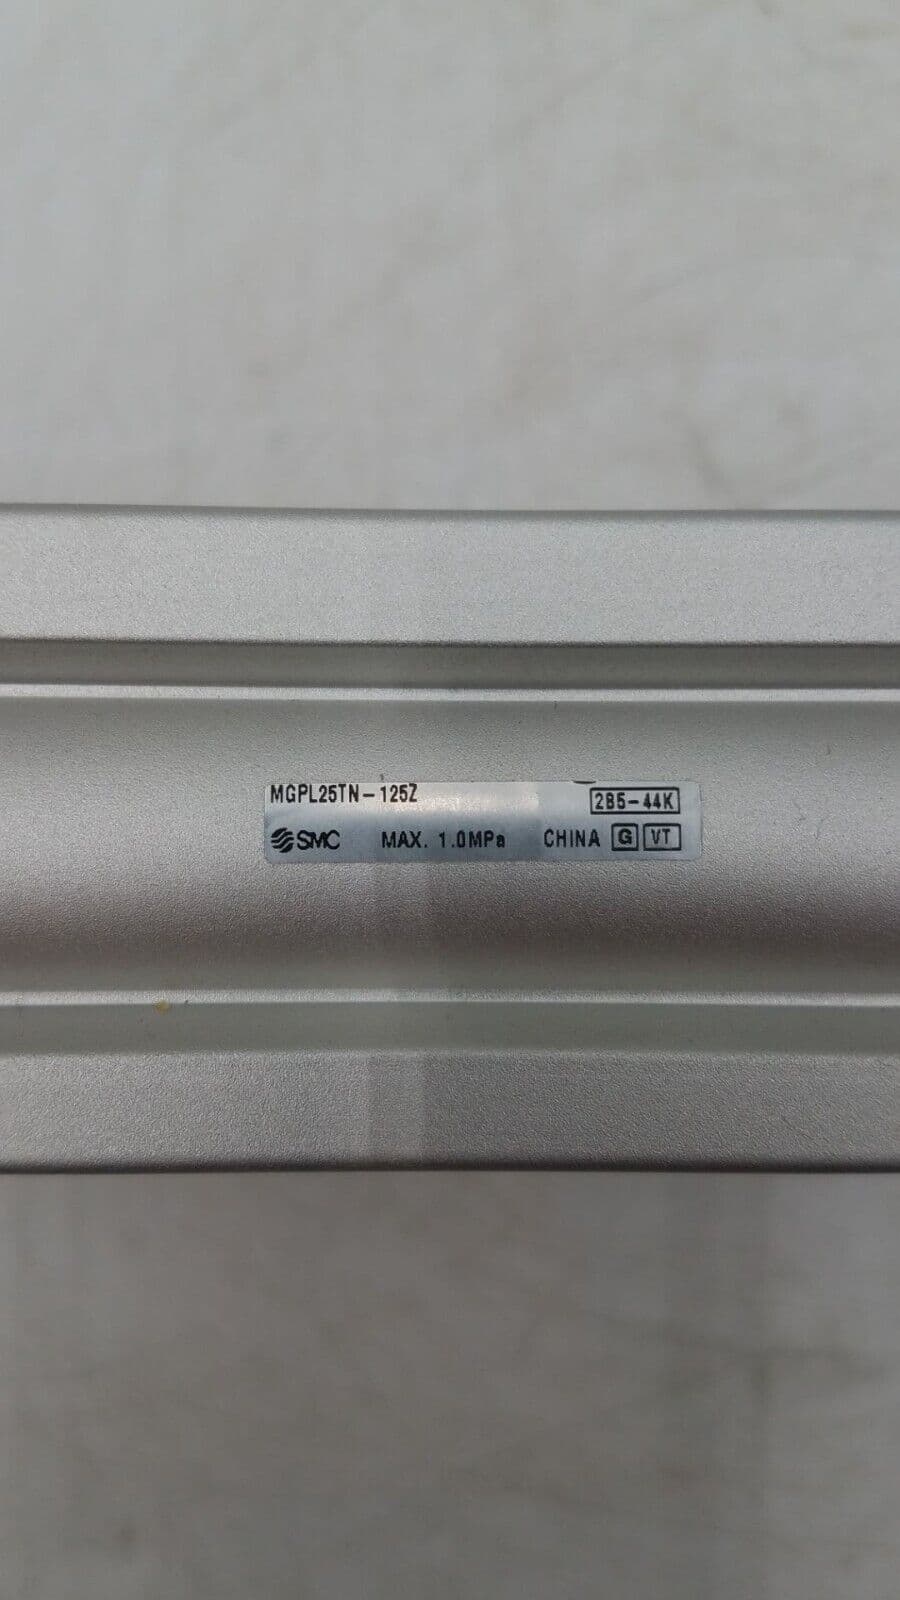 MGPL25TN-125Z 2B5-44K
SMC MAX. 1.0MPa CHINA G VT